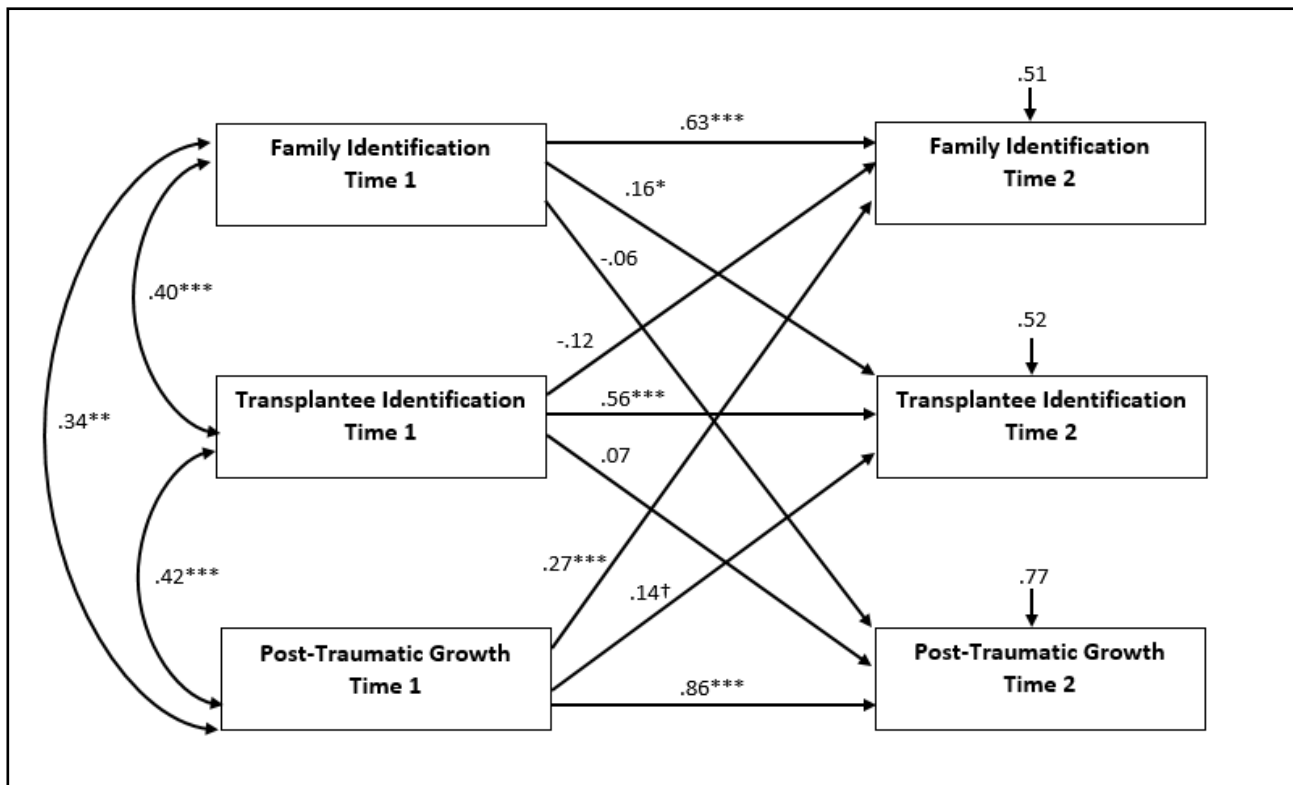 .51
.63***
Family Identification
Time 1
Family Identification
Time 2
.16*
-.06
.40***
-.12
.52
Transplantee Identification
Time 1
.56***
Transplantee Identification
Time 2
.34**
.07
.27***
.42***
.14†
.77
Post-Traumatic Growth
Time 1
Post-Traumatic Growth
Time 2
.86***